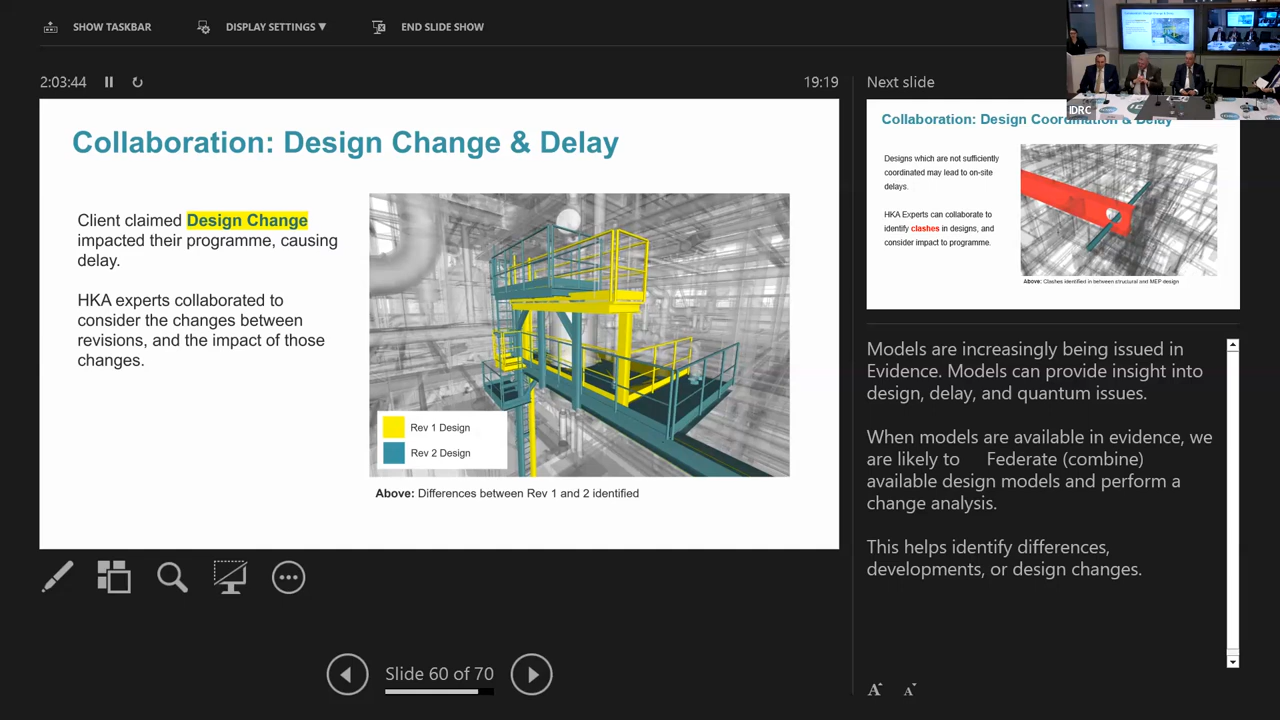 SHOW TASKBAR
DISPLAY SETTINGS ▼
END SLIDE SHOW
2:03:44
19:19
Next slide
IDRC
Collaboration: Design Change & Delay
Client claimed Design Change
impacted their programme, causing
delay.
HKA experts collaborated to
consider the changes between
revisions, and the impact of those
changes.
Rev 1 Design
Rev 2 Design
Above: Differences between Rev 1 and 2 identified
Collaboration: Design Coordination & Delay
Designs which are not sufficiently
coordinated may lead to on-site
delays.
HKA Experts can collaborate to
identify clashes in designs, and
consider impact to programme.
Above: Clashes identified in between structural and MEP design
Models are increasingly being issued in
Evidence. Models can provide insight into
design, delay, and quantum issues.
When models are available in evidence, we
are likely to Federate (combine)
available design models and perform a
change analysis.
This helps identify differences,
developments, or design changes.
Slide 60 of 70
A A